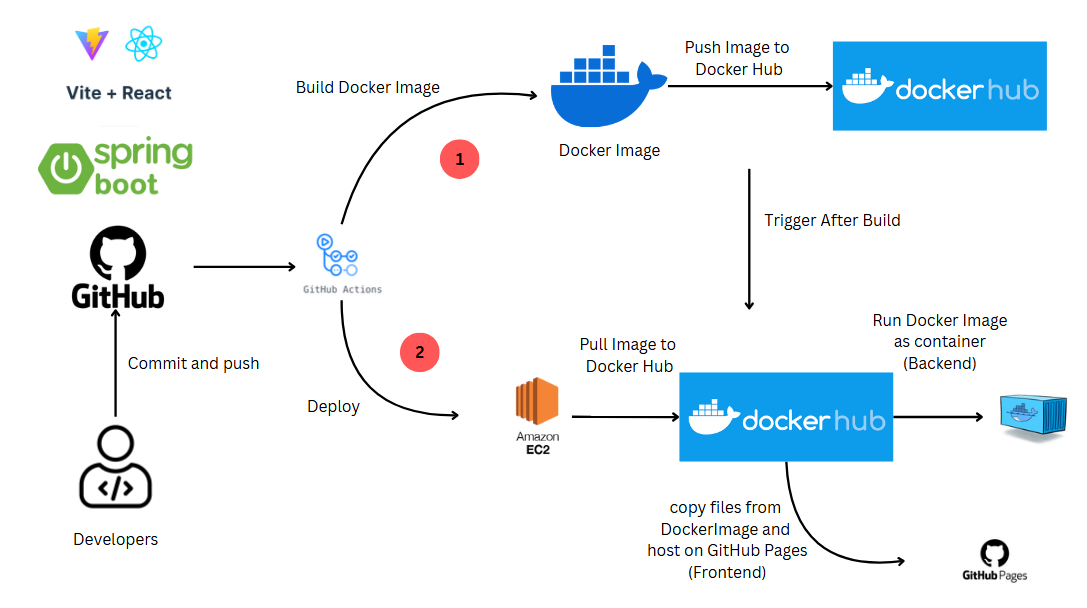 Vite + React
spring
boot
GitHub
Commit and push
Developers
GitHub Actions
Build Docker Image
1
Docker Image
Push Image to
Docker Hub
docker hub
Trigger After Build
2
Deploy
Amazon
EC2
Pull Image to
Docker Hub
docker hub
Run Docker Image
as container
(Backend)
copy files from
DockerImage and
host on GitHub Pages
(Frontend)
GitHub Pages